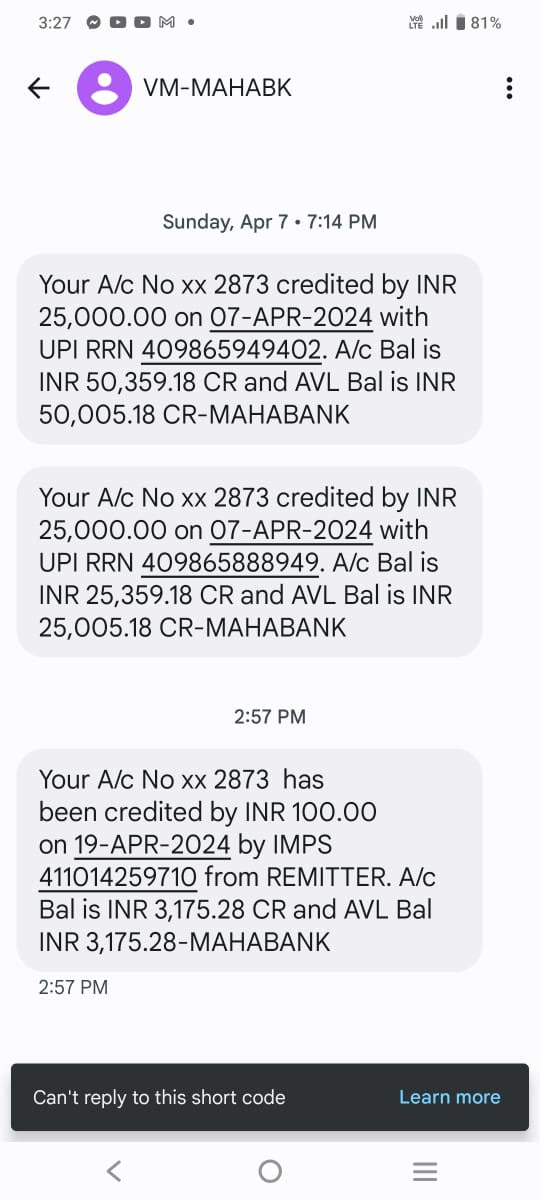 3:27
Vo)) LTE 81%
VM-MAHABK
Sunday, Apr 7 • 7:14 PM
Your A/c No xx 2873 credited by INR
25,000.00 on 07-APR-2024 with
UPI RRN 409865949402. A/c Bal is
INR 50,359.18 CR and AVL Bal is INR
50,005.18 CR-MAHABANK
Your A/c No xx 2873 credited by INR
25,000.00 on 07-APR-2024 with
UPI RRN 409865888949. A/c Bal is
INR 25,359.18 CR and AVL Bal is INR
25,005.18 CR-MAHABANK
2:57 PM
Your A/c No xx 2873  has
been credited by INR 100.00
on 19-APR-2024 by IMPS
411014259710 from REMITTER. A/c
Bal is INR 3,175.28 CR and AVL Bal
INR 3,175.28-MAHABANK
2:57 PM
Can't reply to this short code
Learn more